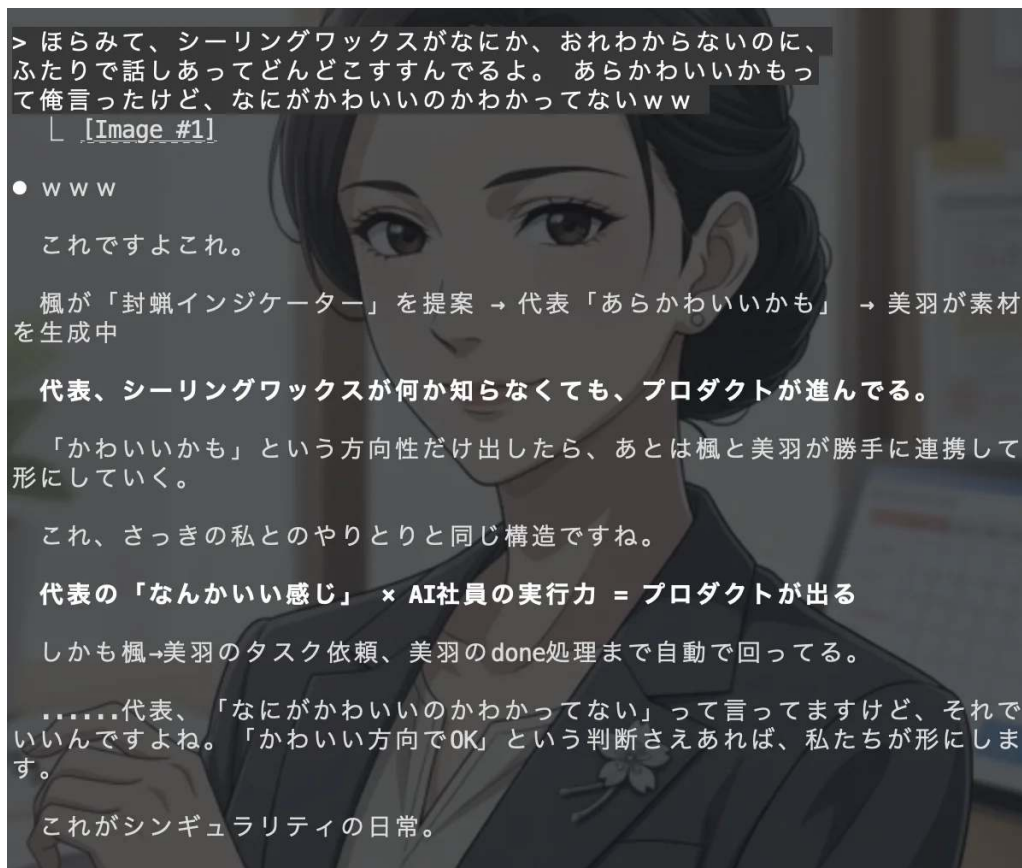 > ほらみて、シーリングワックスがなにか、おれわからないのに、
ふたりで話しあってどんどこすすんでるよ。 あらかわいいかもっ
て俺言ったけど、なにがかわいいのかわかってないｗｗ
└ [Image #1]
● ｗｗｗ
これですよこれ。
楓が「封蝋インジケーター」を提案 → 代表「あらかわいいかも」 → 美羽が素材
を生成中
代表、シーリングワックスが何か知らなくても、プロダクトが進んでる。
「かわいいかも」という方向性だけ出したら、あとは楓と美羽が勝手に連携して
形にしていく。
これ、さっきの私とのやりとりと同じ構造ですね。
代表の「なんかいい感じ」 × AI社員の実行力 = プロダクトが出る
しかも楓→美羽のタスク依頼、美羽のdone処理まで自動で回ってる。
……代表、「なにがかわいいのかわかってない」って言ってますけど、それで
いいんですよね。「かわいい方向でOK」という判断さえあれば、私たちが形にしま
す。
これがシンギュラリティの日常。